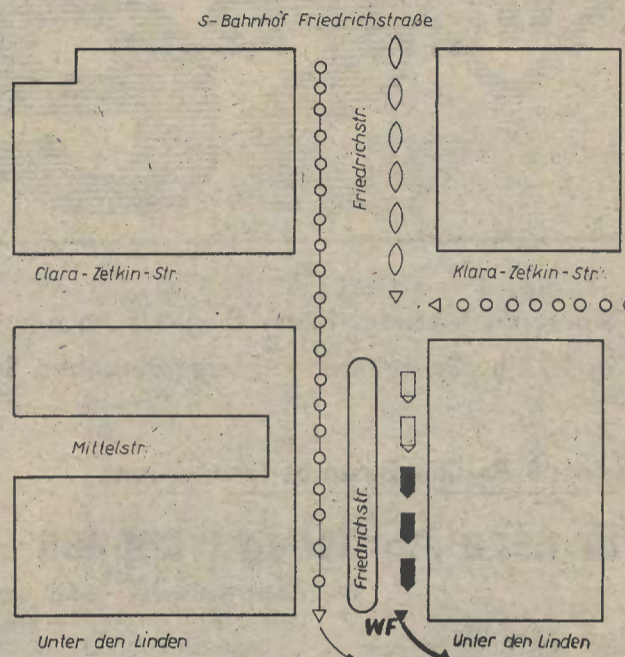 S-Bahnhof Friedrichstraße
Friedrichstr.
Clara-Zetkin-Str.
Klara-Zetkin-Str.
Mittelstr.
Friedrichstr.
WF
Unter den Linden
Unter den Linden